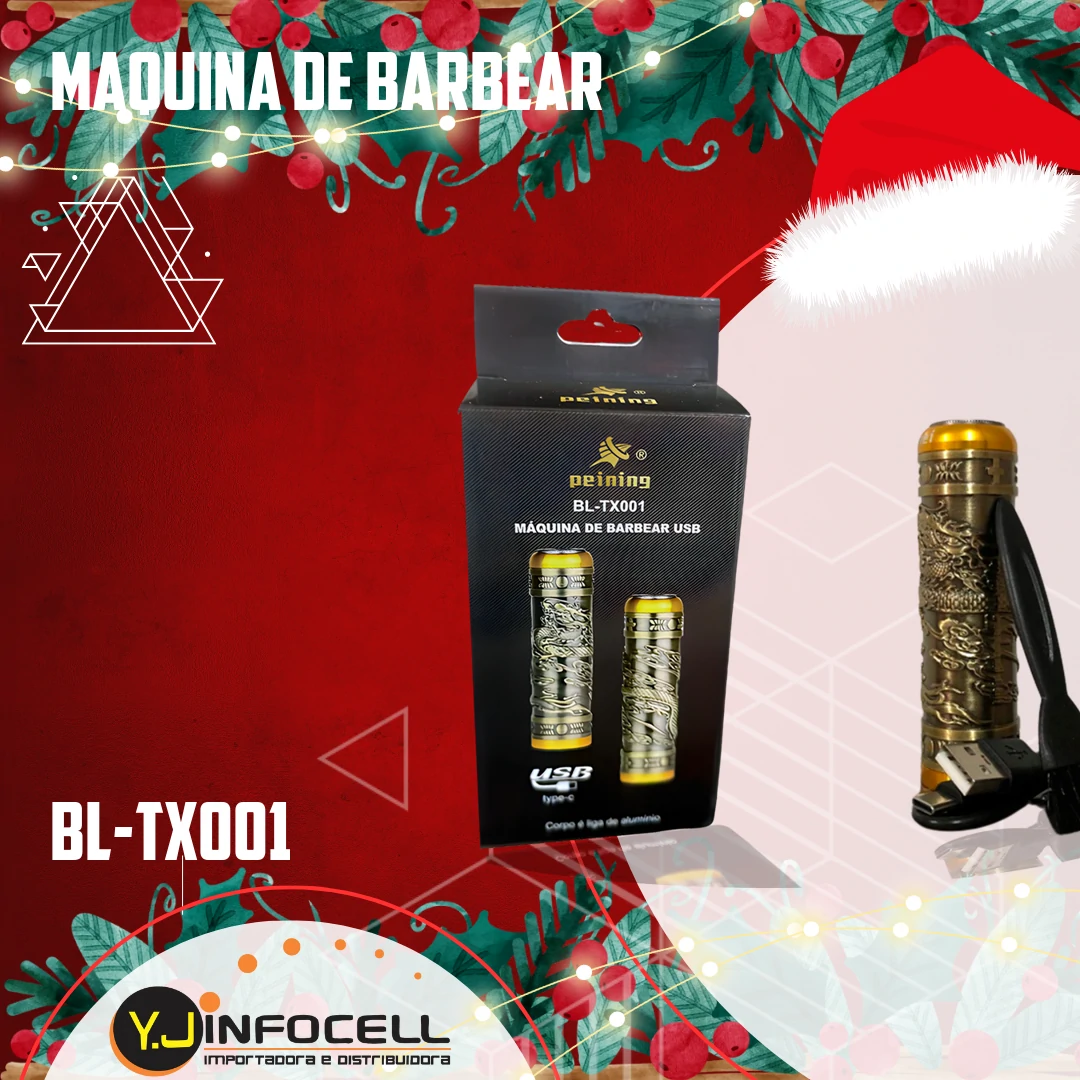 MAQUINA DE BARBEAR
peining ®
® peining
BL-TX001
MÁQUINA DE BARBEAR USB
USB
type-c
Corpo é liga de alumínio
BL-TX001
Y.J INFOCELL
IMPORTADORA E DISTRIBUIDORA